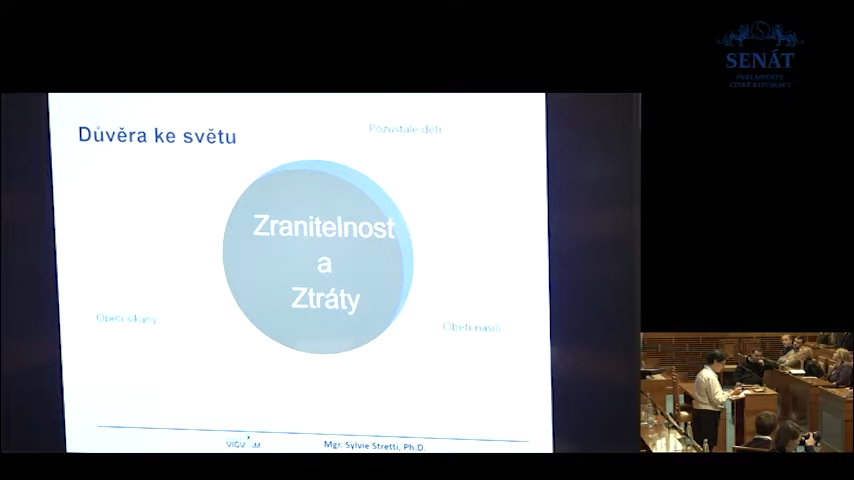 SENÁT
PARLAMENTU
ČESKÉ REPUBLIKY
Důvěra ke světu
Pozůstalé děti
Zranitelnost
a
Ztráty
Oběti šikany
Oběti násilí
VIGVAM
Mgr. Sylvie Stretti, Ph.D.